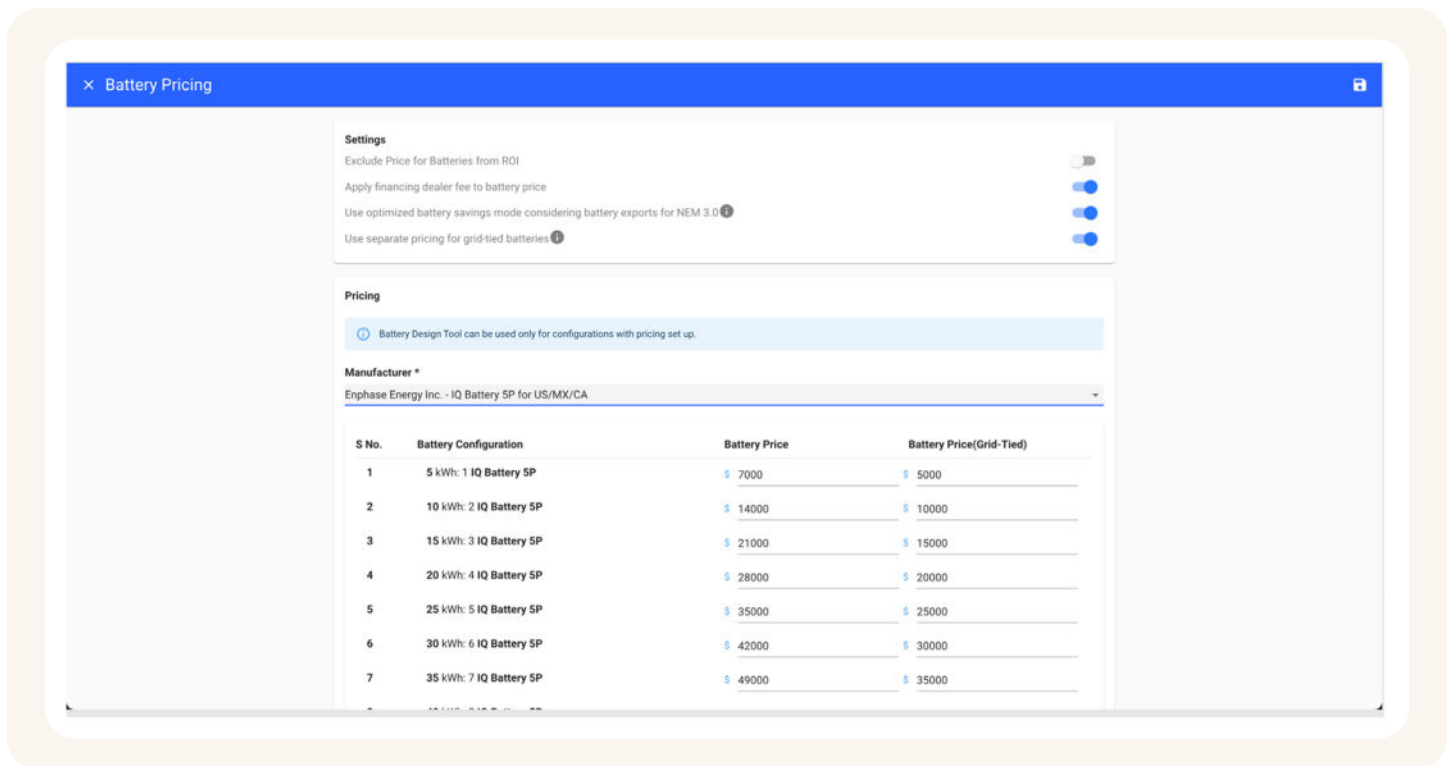 Battery Pricing
Settings
Exclude Price for Batteries from ROI
Apply financing dealer fee to battery price
Use optimized battery savings mode considering battery exports for NEM 3.0
Use separate pricing for grid-tied batteries
Pricing
Battery Design Tool can be used only for configurations with pricing set up.
Manufacturer *
Enphase Energy Inc. - IQ Battery 5P for US/MX/CA
S No. Battery Configuration Battery Price Battery Price(Grid-Tied)
1 5 kWh: 1 IQ Battery 5P $ 7000 $ 5000
2 10 kWh: 2 IQ Battery 5P $ 14000 $ 10000
3 15 kWh: 3 IQ Battery 5P $ 21000 $ 15000
4 20 kWh: 4 IQ Battery 5P $ 28000 $ 20000
5 25 kWh: 5 IQ Battery 5P $ 35000 $ 25000
6 30 kWh: 6 IQ Battery 5P $ 42000 $ 30000
7 35 kWh: 7 IQ Battery 5P $ 49000 $ 35000